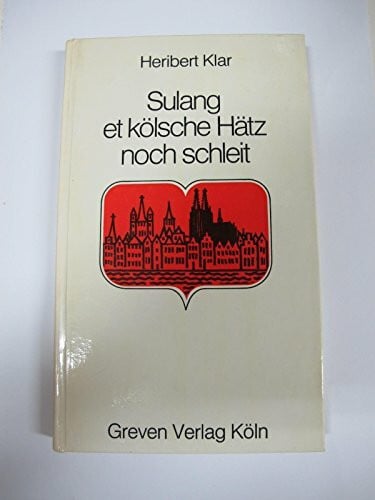 Heribert Klar
Sulang
et kölsche Hätz
noch schleit
Greven Verlag Köln